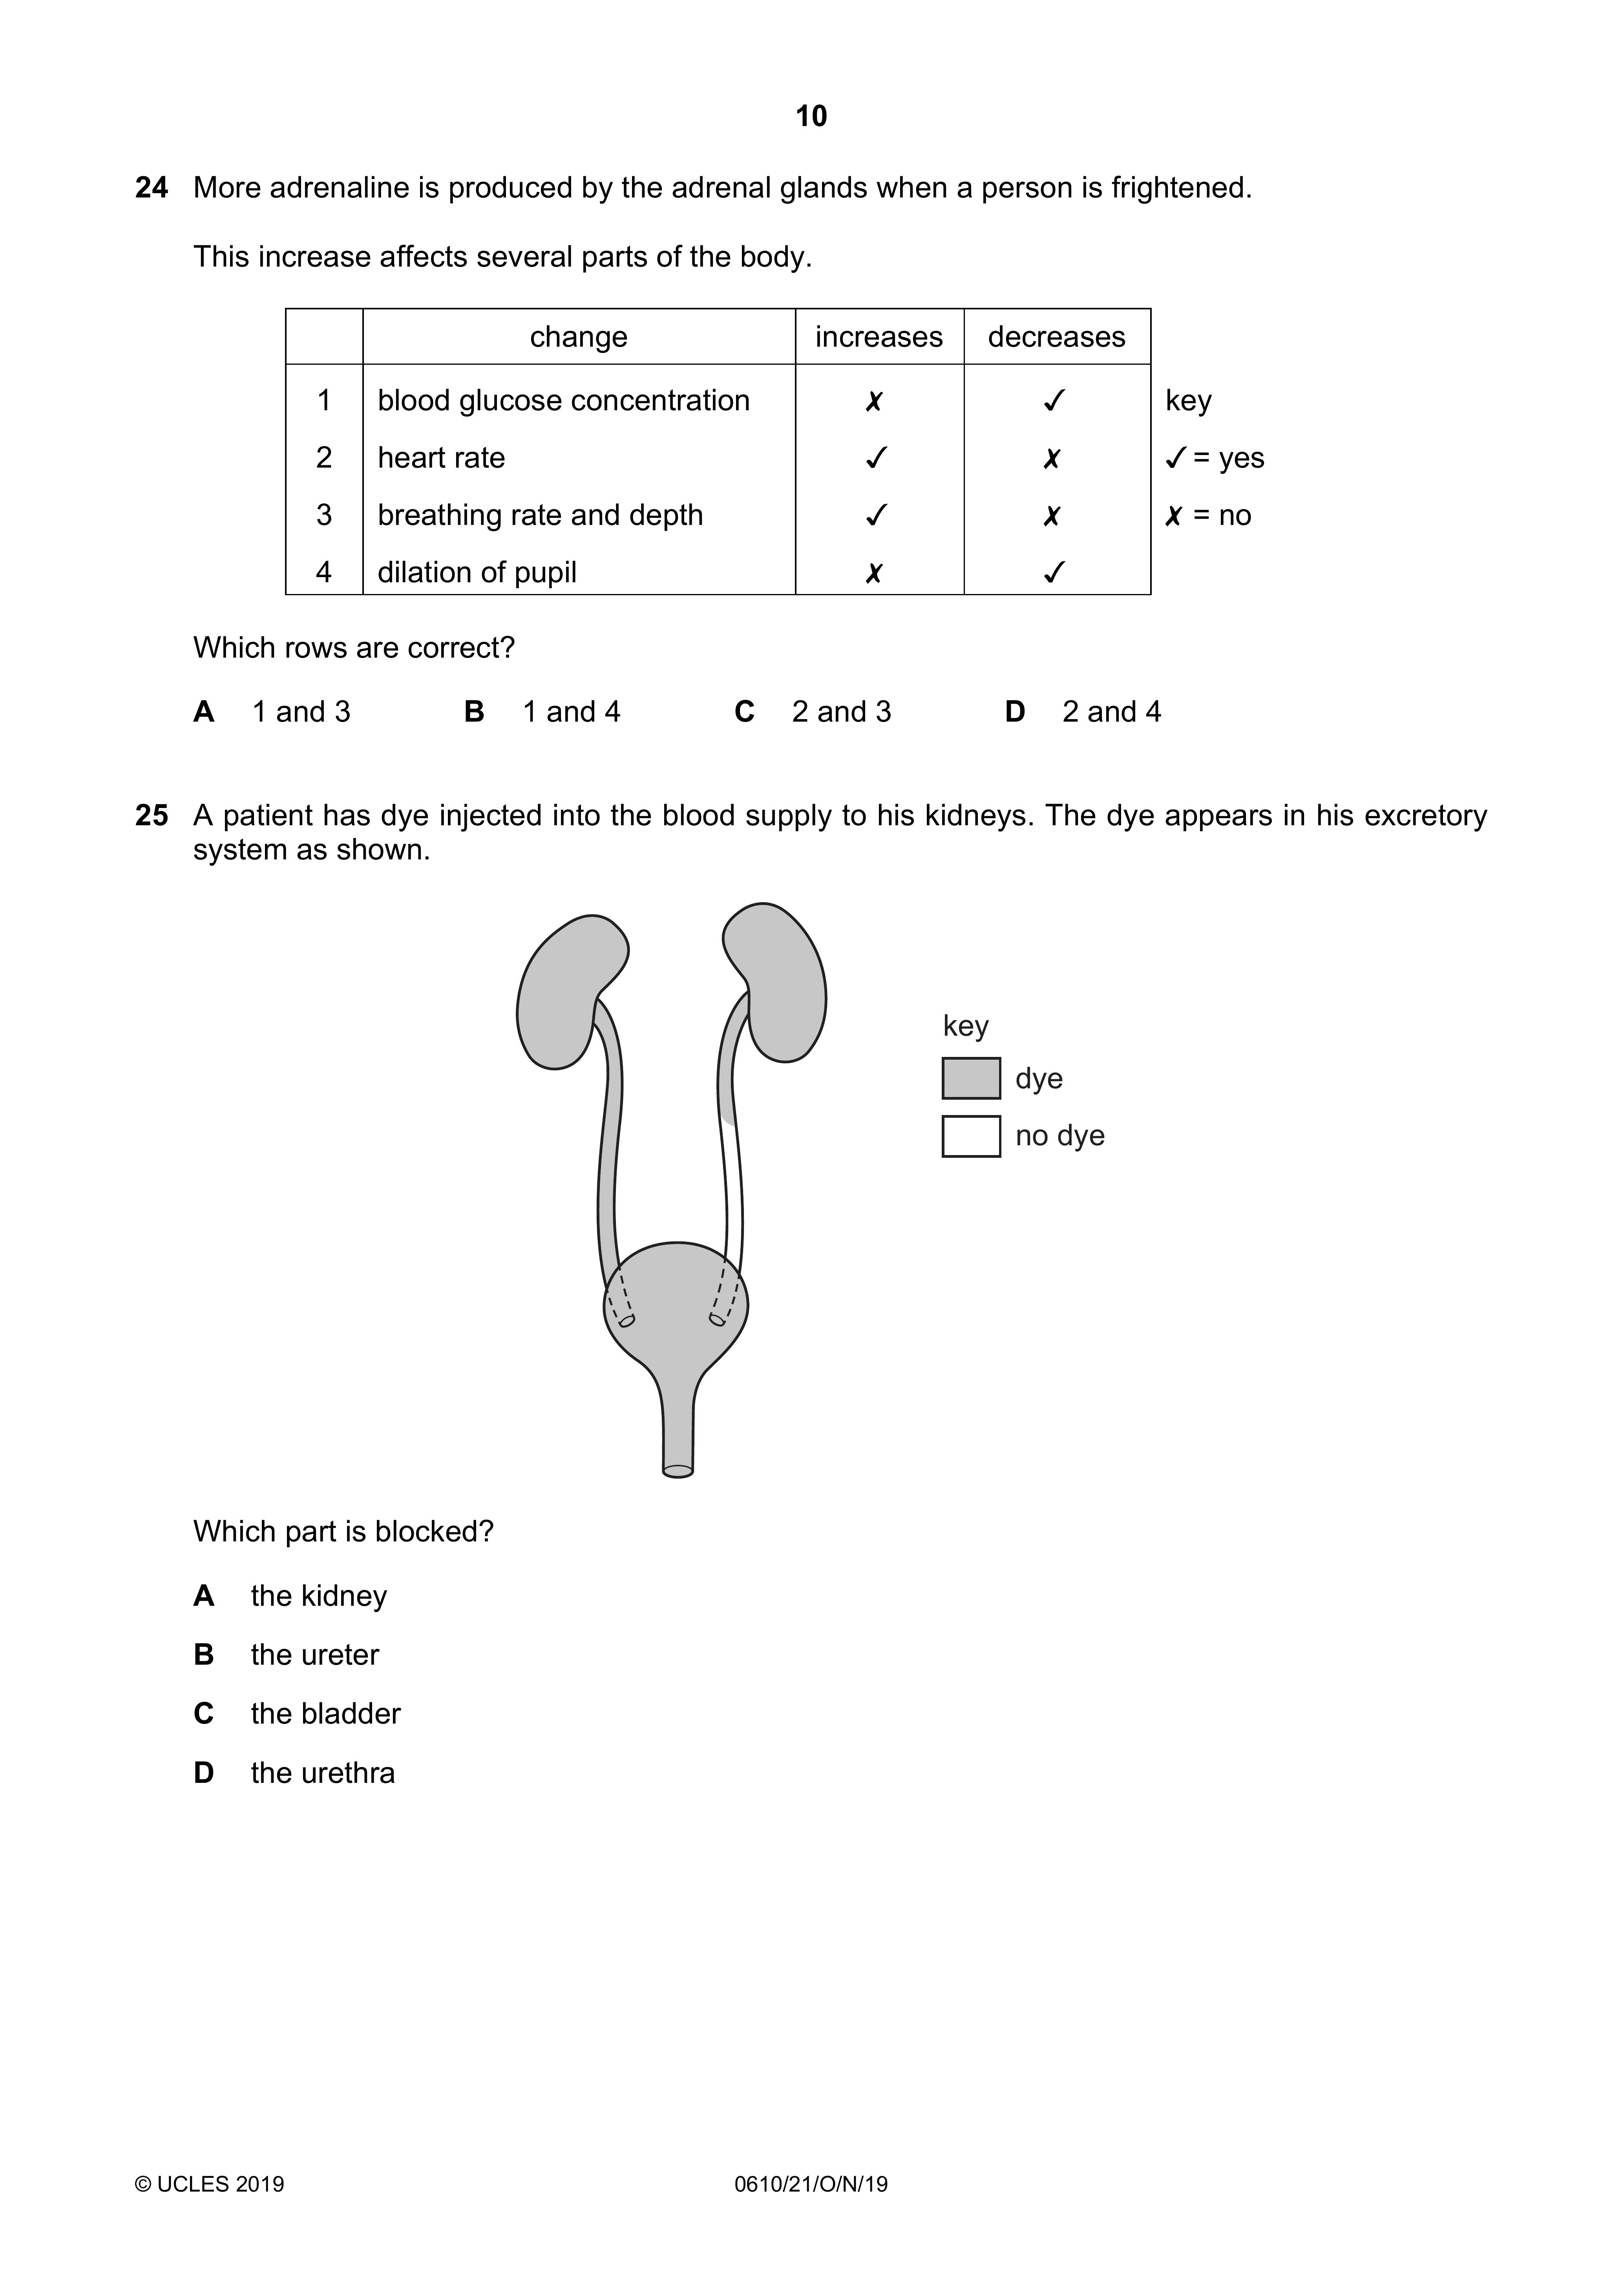 10
24 More adrenaline is produced by the adrenal glands when a person is frightened.
This increase affects several parts of the body.
change increases decreases
1 blood glucose concentration ✗ ✓ key
2 heart rate ✓ ✗ ✓ = yes
3 breathing rate and depth ✓ ✗ ✗ = no
4 dilation of pupil ✗ ✓
Which rows are correct?
A 1 and 3 B 1 and 4 C 2 and 3 D 2 and 4
25 A patient has dye injected into the blood supply to his kidneys. The dye appears in his excretory
system as shown.
key
dye
no dye
Which part is blocked?
A the kidney
B the ureter
C the bladder
D the urethra
© UCLES 2019 0610/21/O/N/19